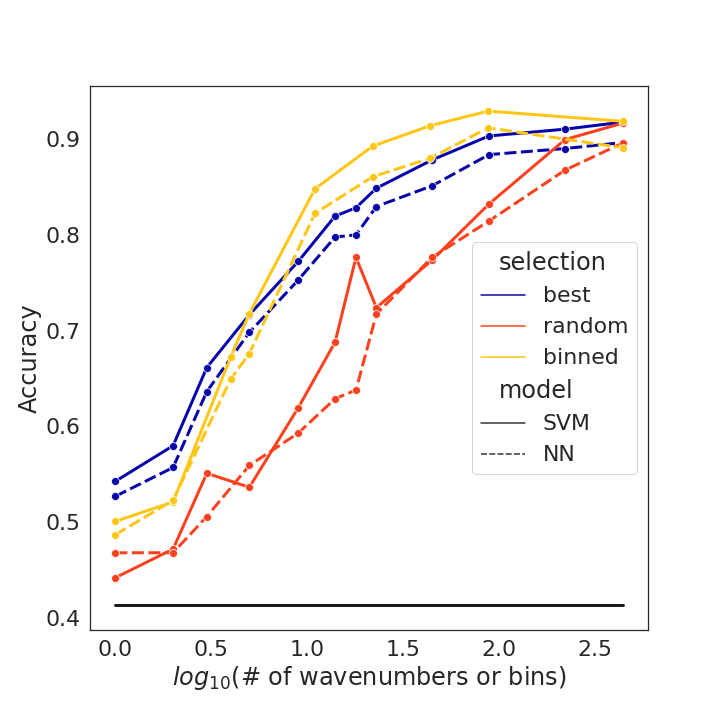 0.9
0.8
0.7
0.6
0.5
0.4
Accuracy
selection
best
random
binned
model
SVM
NN
0.0 0.5 1.0 1.5 2.0 2.5
log₁₀(# of wavenumbers or bins)